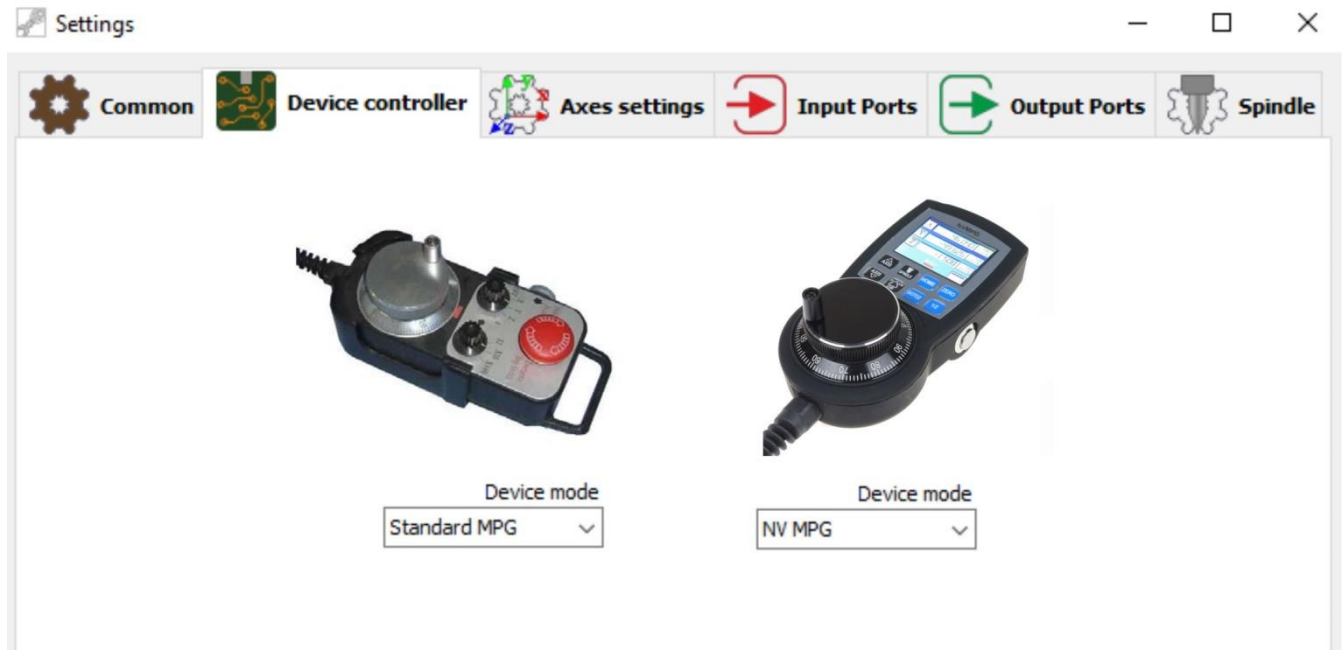 Settings
Common
Device controller
Axes settings
Input Ports
Output Ports
Spindle
Device mode
Standard MPG
Device mode
NV MPG